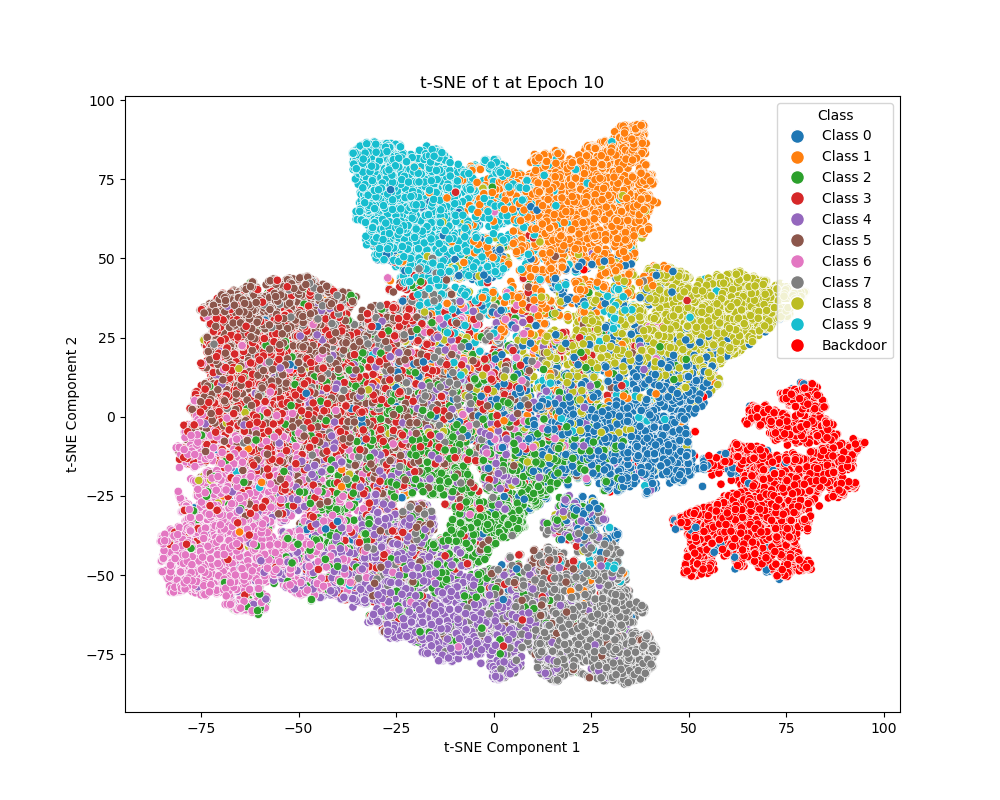 t-SNE of t at Epoch 10
Class
Class 0
Class 1
Class 2
Class 3
Class 4
Class 5
Class 6
Class 7
Class 8
Class 9
Backdoor
100
75
50
25
0
−25
−50
−75
t-SNE Component 2
−75
−50
−25
0
25
50
75
100
t-SNE Component 1